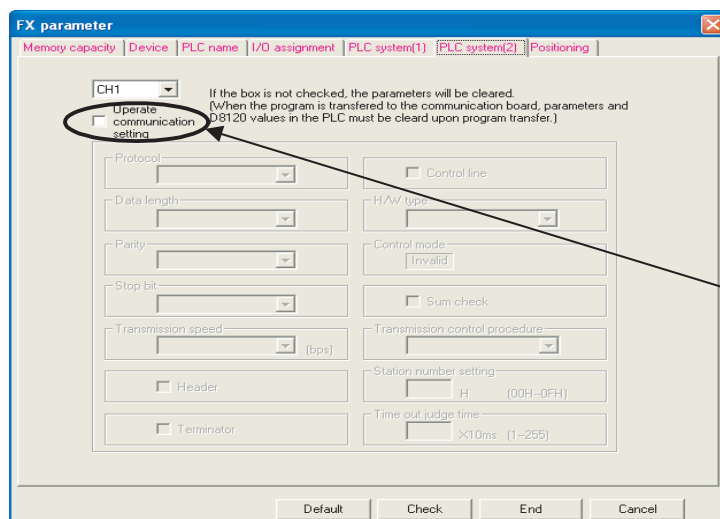 FX parameter
Memory capacity | Device | PLC name | I/O assignment | PLC system(1) | PLC system(2) | Positioning
CH1
If the box is not checked, the parameters will be cleared.
(When the program is transfered to the communication board, parameters and
D8120 values in the PLC must be cleard upon program transfer.)
Operate
communication
setting
Protocol
Control line
Data length
H/W type
Parity
Control mode
Invalid
Stop bit
Sum check
Transmission speed
(bps)
Transmission control procedure
Header
Station number setting
H (00H--0FH)
Terminator
Time out judge time
X10ms (1--255)
Default
Check
End
Cancel